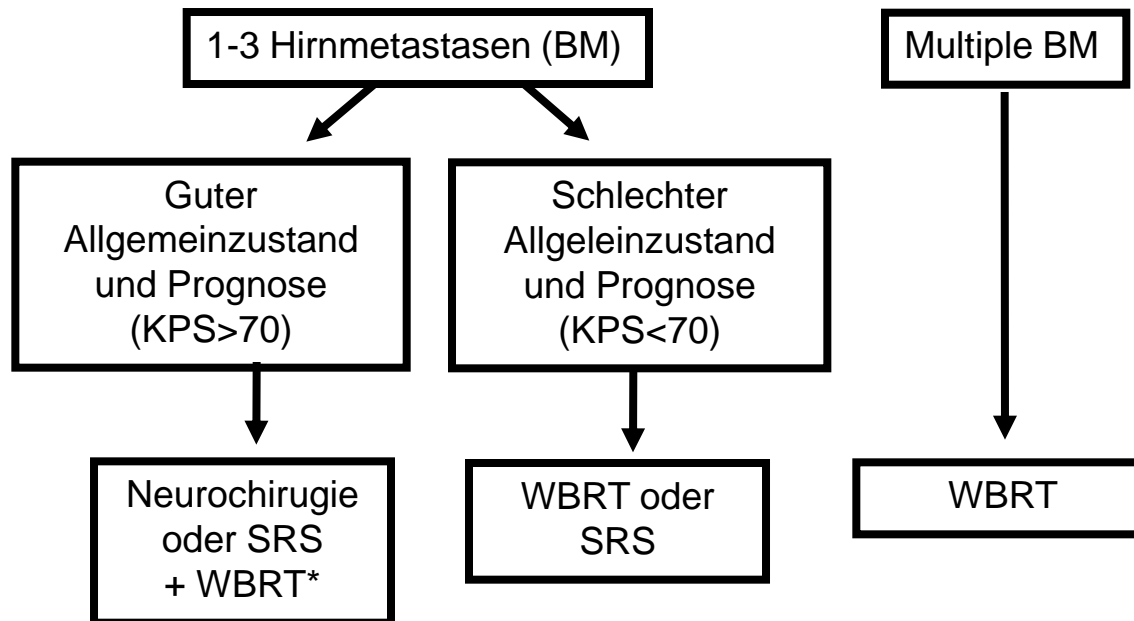 1-3 Hirnmetastasen (BM)
Multiple BM
Guter
Allgemeinzustand
und Prognose
(KPS>70)
Schlechter
Allgeleinzustand
und Prognose
(KPS<70)
Neurochirugie
oder SRS
+ WBRT*
WBRT oder
SRS
WBRT